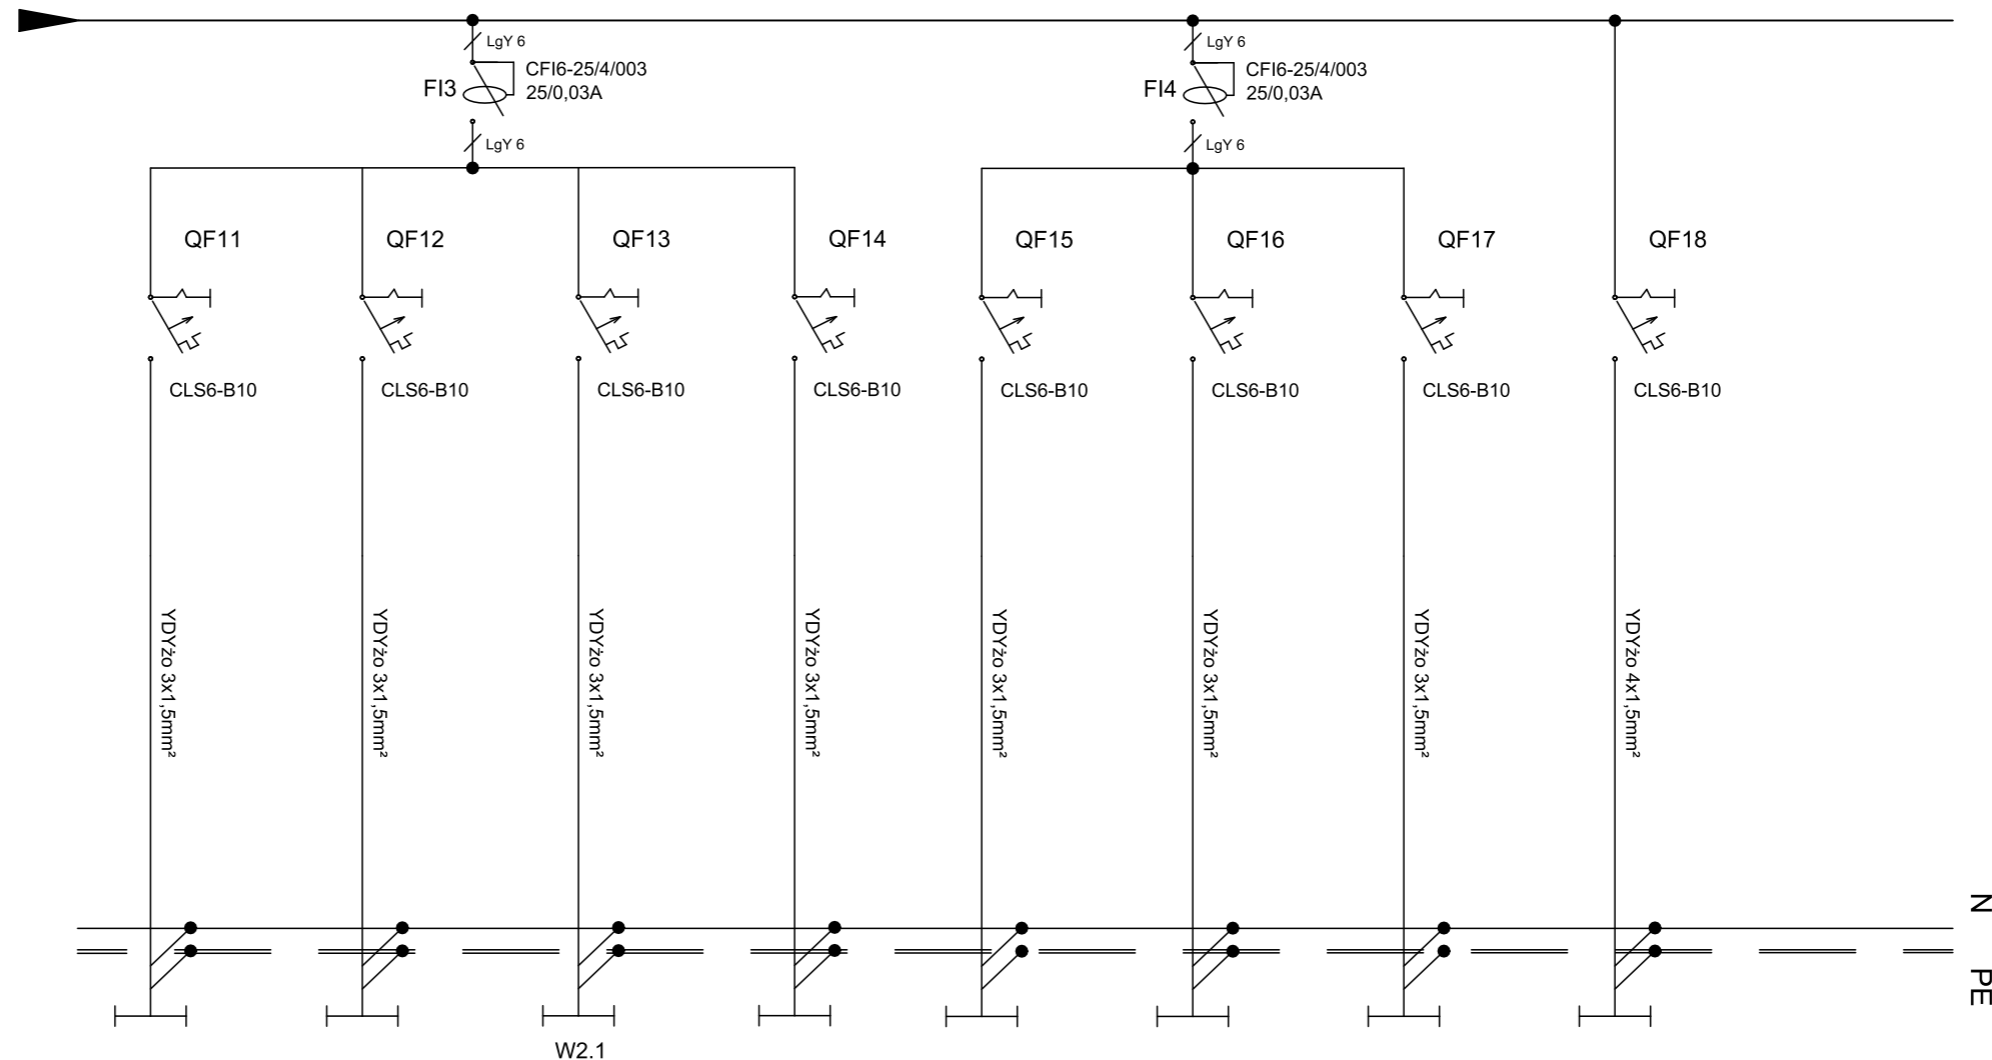 LgY 6
LgY 6
CFI6-25/4/003
CFI6-25/4/003
FI3
25/0,03A
FI4
25/0,03A
LgY 6
LgY 6
QF11
QF12
QF13
QF14
QF15
QF16
QF17
QF18
CLS6-B10
CLS6-B10
CLS6-B10
CLS6-B10
CLS6-B10
CLS6-B10
CLS6-B10
CLS6-B10
YDYżo 3x1,5mm²
YDYżo 3x1,5mm²
YDYżo 3x1,5mm²
YDYżo 3x1,5mm²
YDYżo 3x1,5mm²
YDYżo 3x1,5mm²
YDYżo 3x1,5mm²
YDYżo 4x1,5mm²
N
PE
W2.1